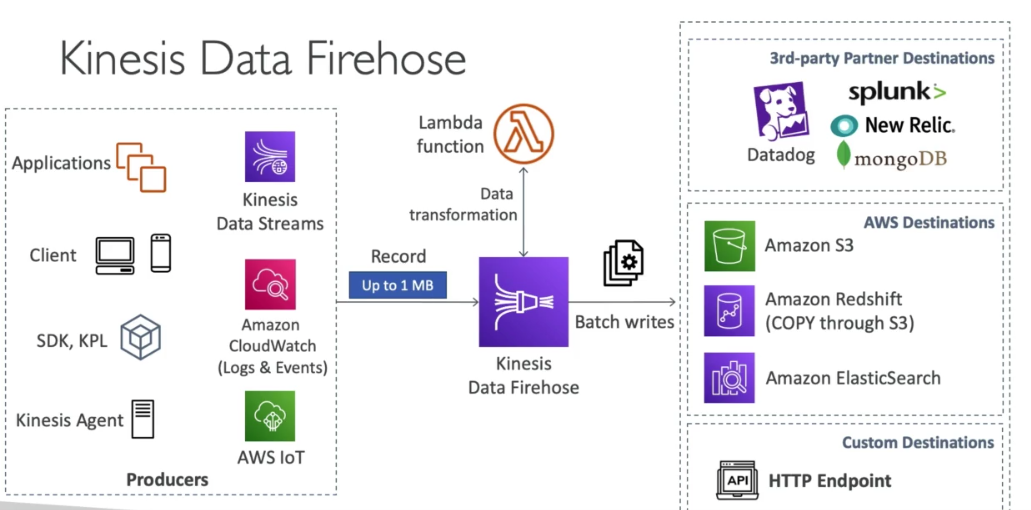 Kinesis Data Firehose
Applications
Client
SDK, KPL
Kinesis Agent
Kinesis
Data Streams
Amazon
CloudWatch
(Logs & Events)
AWS IoT
Producers
Record
Up to 1 MB
Lambda
function
Data
transformation
Kinesis
Data Firehose
Batch writes
3rd-party Partner Destinations
Datadog
splunk>
New Relic.
mongoDB
AWS Destinations
Amazon S3
Amazon Redshift
(COPY through S3)
Amazon ElasticSearch
Custom Destinations
API
HTTP Endpoint